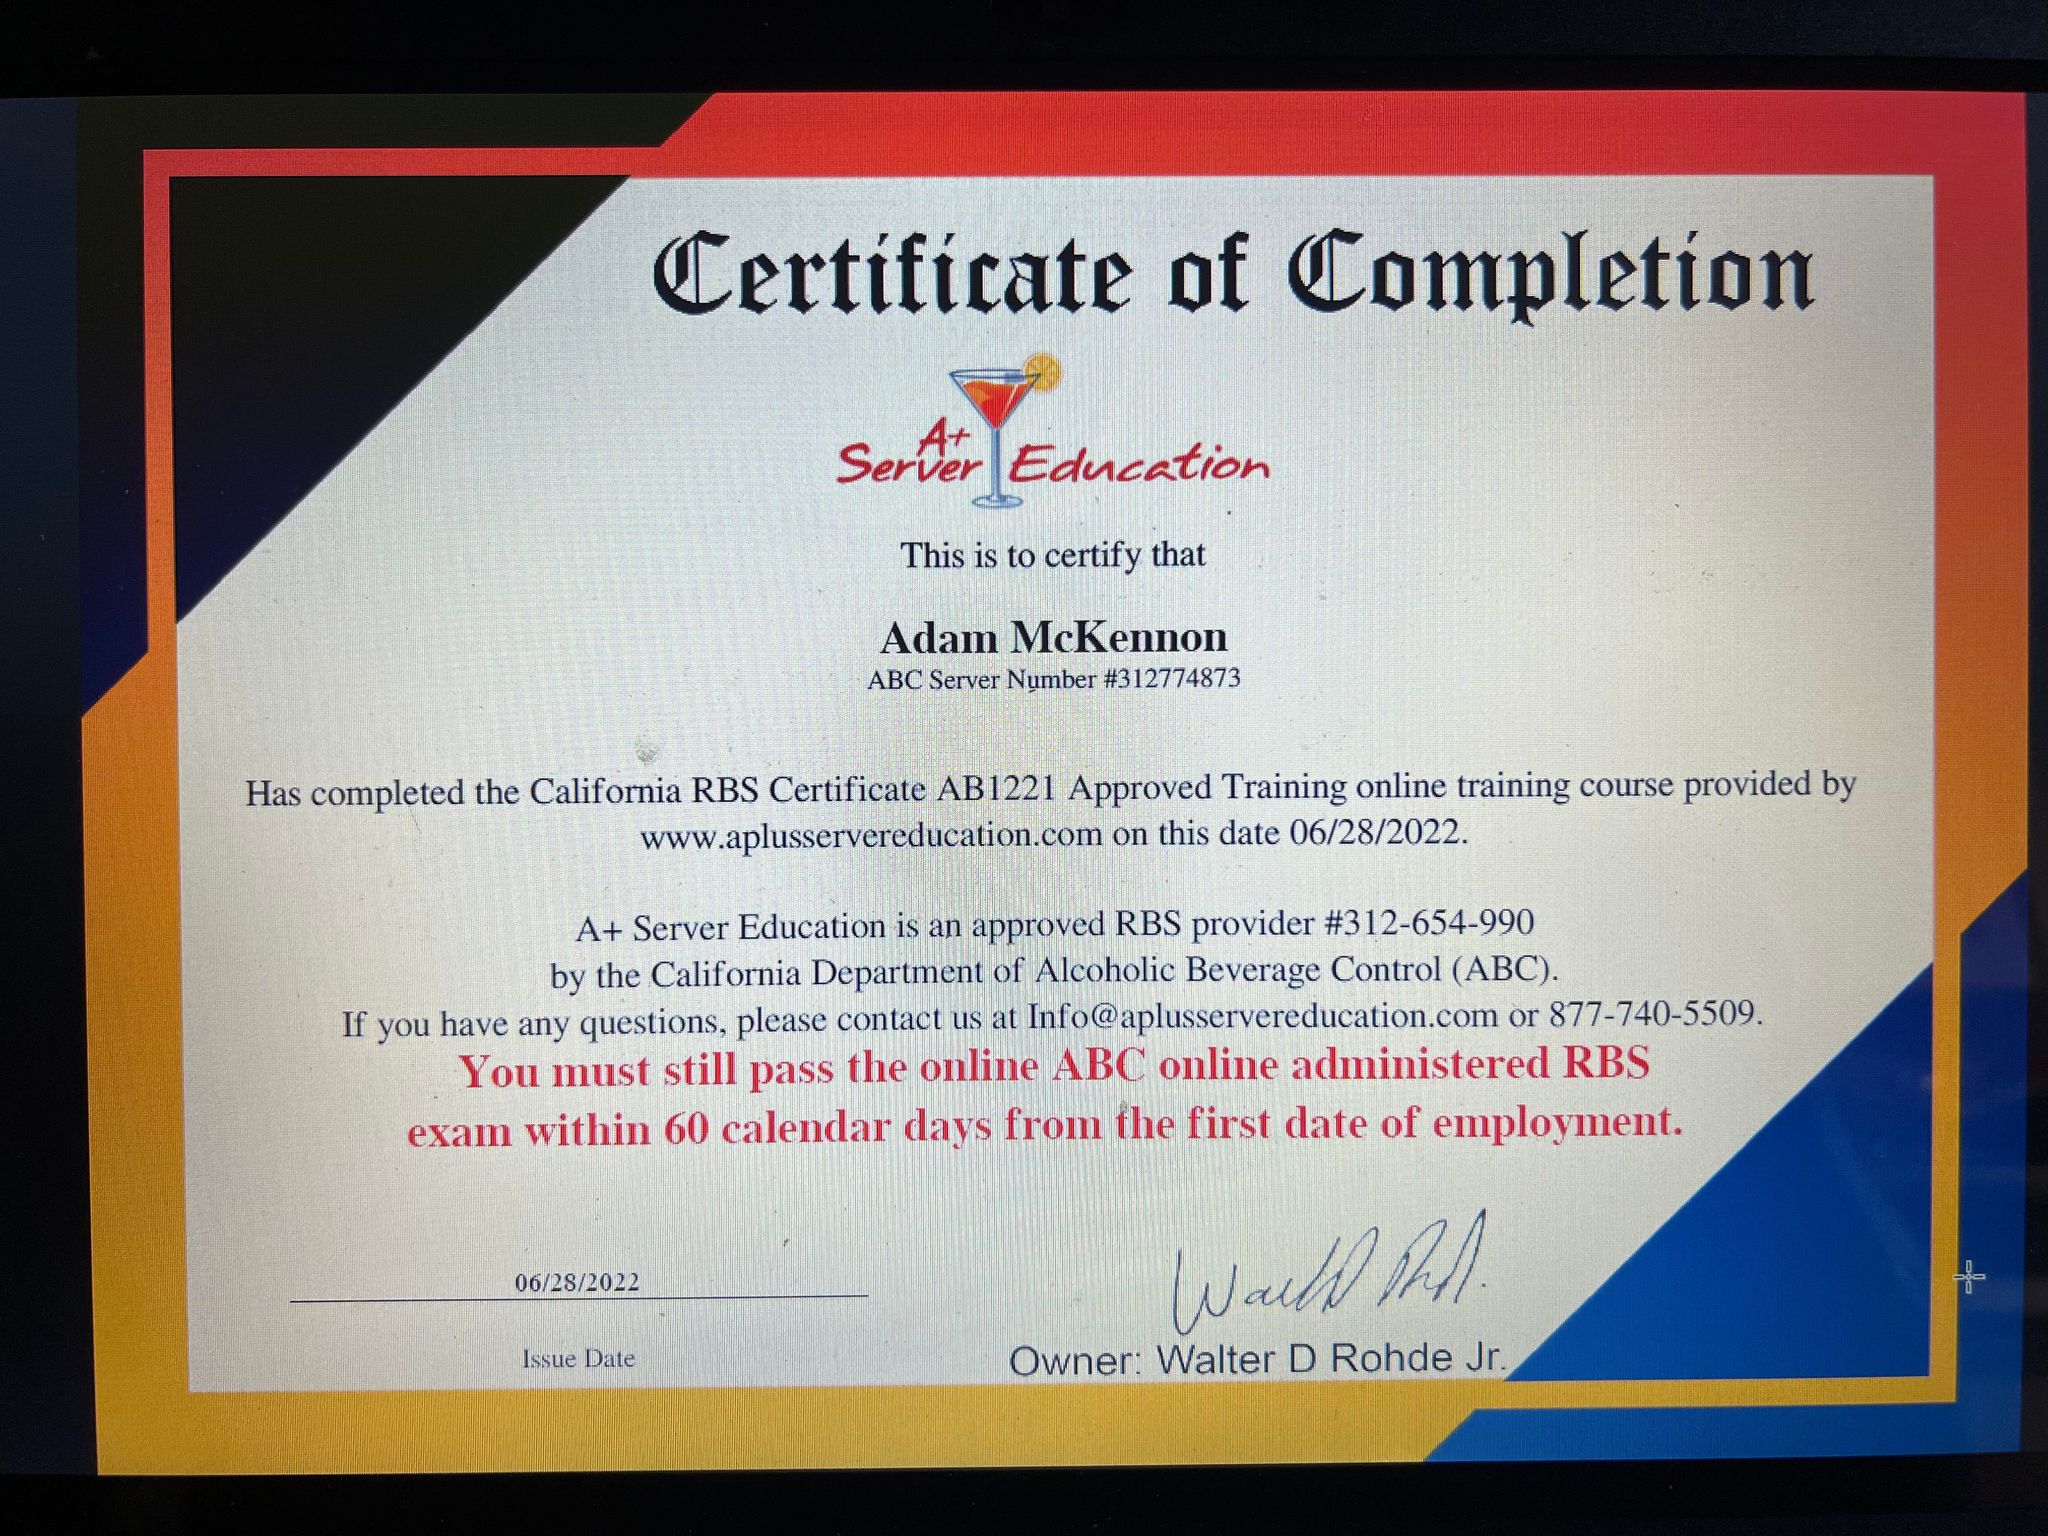 Certificate of Completion
A+
Server Education
This is to certify that
Adam McKennon
ABC Server Number #312774873
Has completed the California RBS Certificate AB1221 Approved Training online training course provided by
www.aplusservereducation.com on this date 06/28/2022.
A+ Server Education is an approved RBS provider #312-654-990
by the California Department of Alcoholic Beverage Control (ABC).
If you have any questions, please contact us at Info@aplusservereducation.com or 877-740-5509.
You must still pass the online ABC online administered RBS
exam within 60 calendar days from the first date of employment.
06/28/2022
Issue Date
Owner: Walter D Rohde Jr.